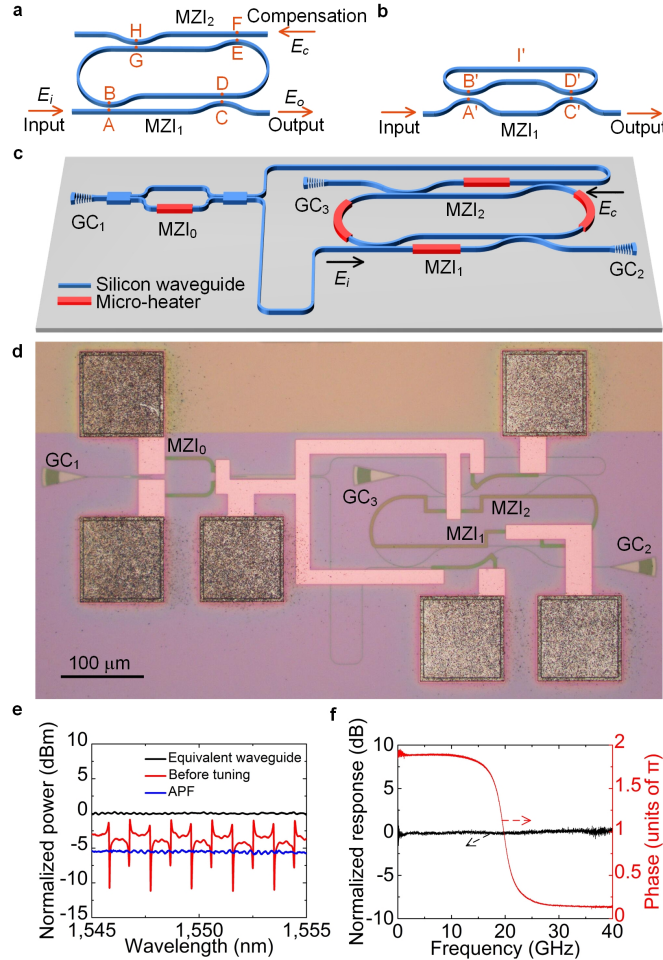 a
b
F
H
MZI2
Compensation
Ec
G
E
B
D
Ei
Eo
Input
A
MZI1
C
Output
I'
B'
D'
Input
A'
MZI1
C'
Output
c
GC1
MZI0
GC3
MZI2
Ec
Ei
MZI1
GC2
Silicon waveguide
Micro-heater
d
MZI0
GC1
GC3
MZI2
MZI1
GC2
100 μm
e
Normalized power (dBm)
10
5
0
-5
-10
-15
Equivalent waveguide
Before tuning
APF
1,545
1,550
1,555
Wavelength (nm)
f
Normalized response (dB)
10
5
0
-5
-10
0
10
20
30
40
Frequency (GHz)
2
1.5
1
0.5
0
Phase (units of π)